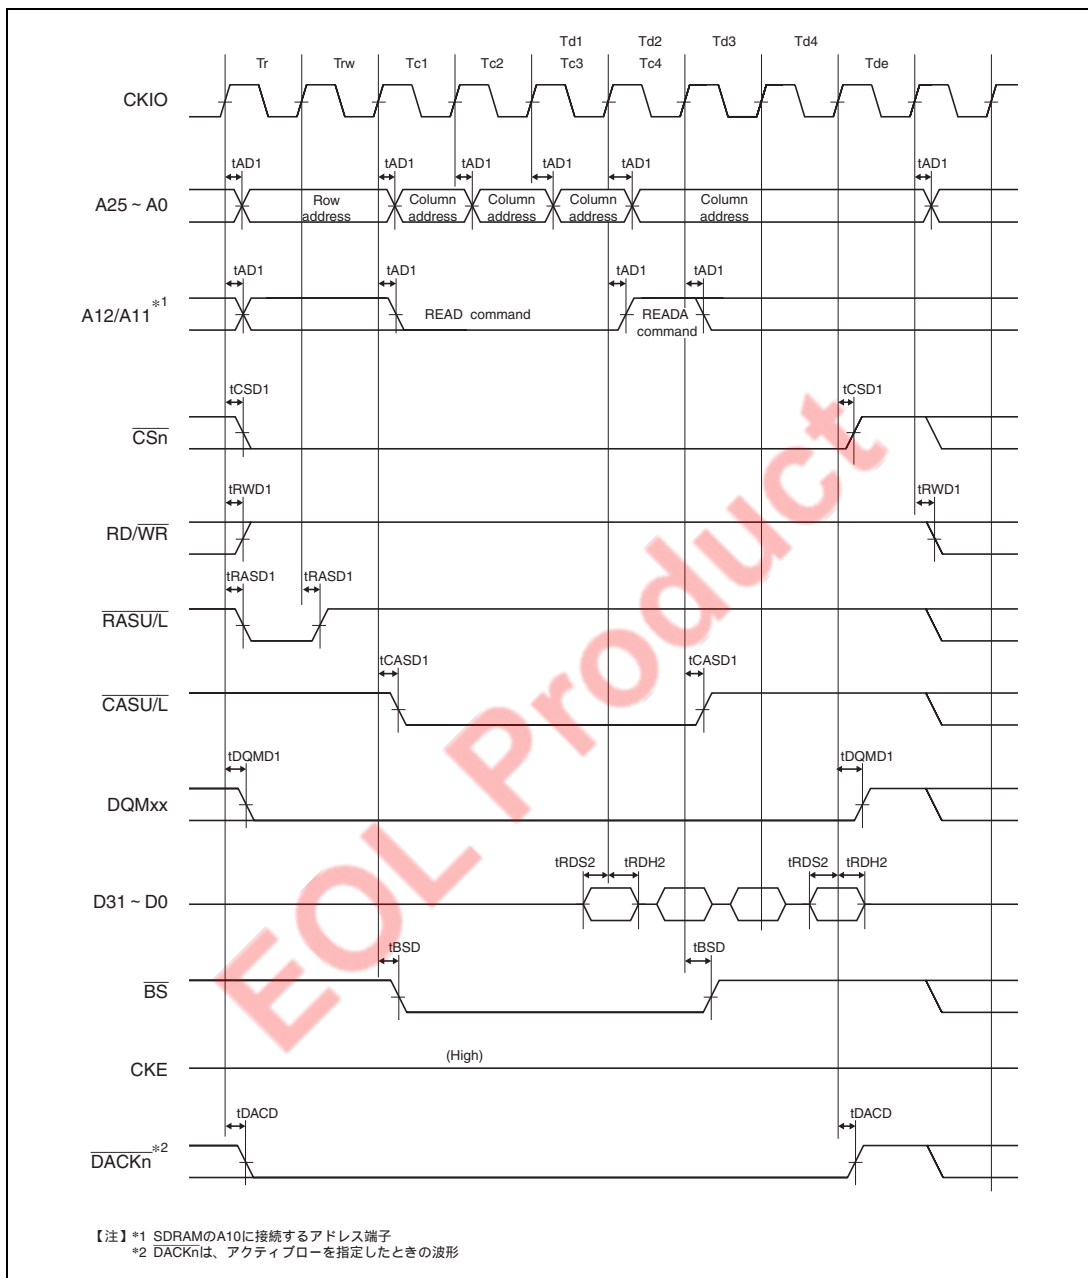 Td1 Td2 Td3 Td4
Tr Trw Tc1 Tc2 Tc3 Tc4 Tde
CKIO
tAD1 tAD1 tAD1 tAD1 tAD1 tAD1
A25 ~ A0
Row address
Column address
Column address
Column address
Column address
tAD1 tAD1 tAD1 tAD1
A12/A11*1
READ command
READA command
tCSD1 tCSD1
CSn
tRWD1 tRWD1
RD/WR
tRASD1 tRASD1
RASU/L
tCASD1 tCASD1
CASU/L
tDQMD1 tDQMD1
DQMxx
tRDS2 tRDH2 tRDS2 tRDH2
D31 ~ D0
tBSD tBSD
BS
(High)
CKE
tDACD tDACD
DACKn*2
【注】*1 SDRAMのA10に接続するアドレス端子
*2 DACKnは、アクティブローを指定したときの波形
EOL Product